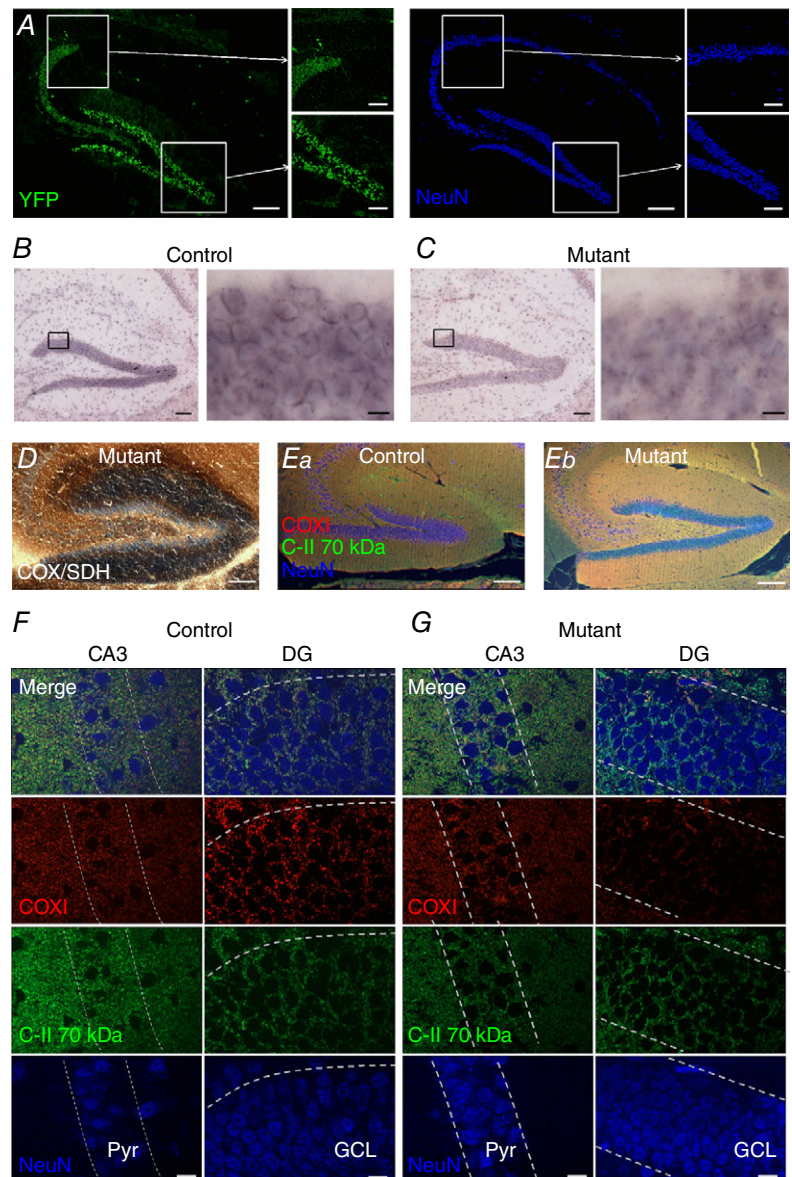 A
YFP
NeuN
B Control
C Mutant
D Mutant
COX/SDH
Ea Control
COXI
C-II 70 kDa
NeuN
Eb Mutant
F Control
CA3 DG
G Mutant
CA3 DG
Merge
Merge
COXI
COXI
C-II 70 kDa
C-II 70 kDa
NeuN Pyr GCL
NeuN Pyr GCL